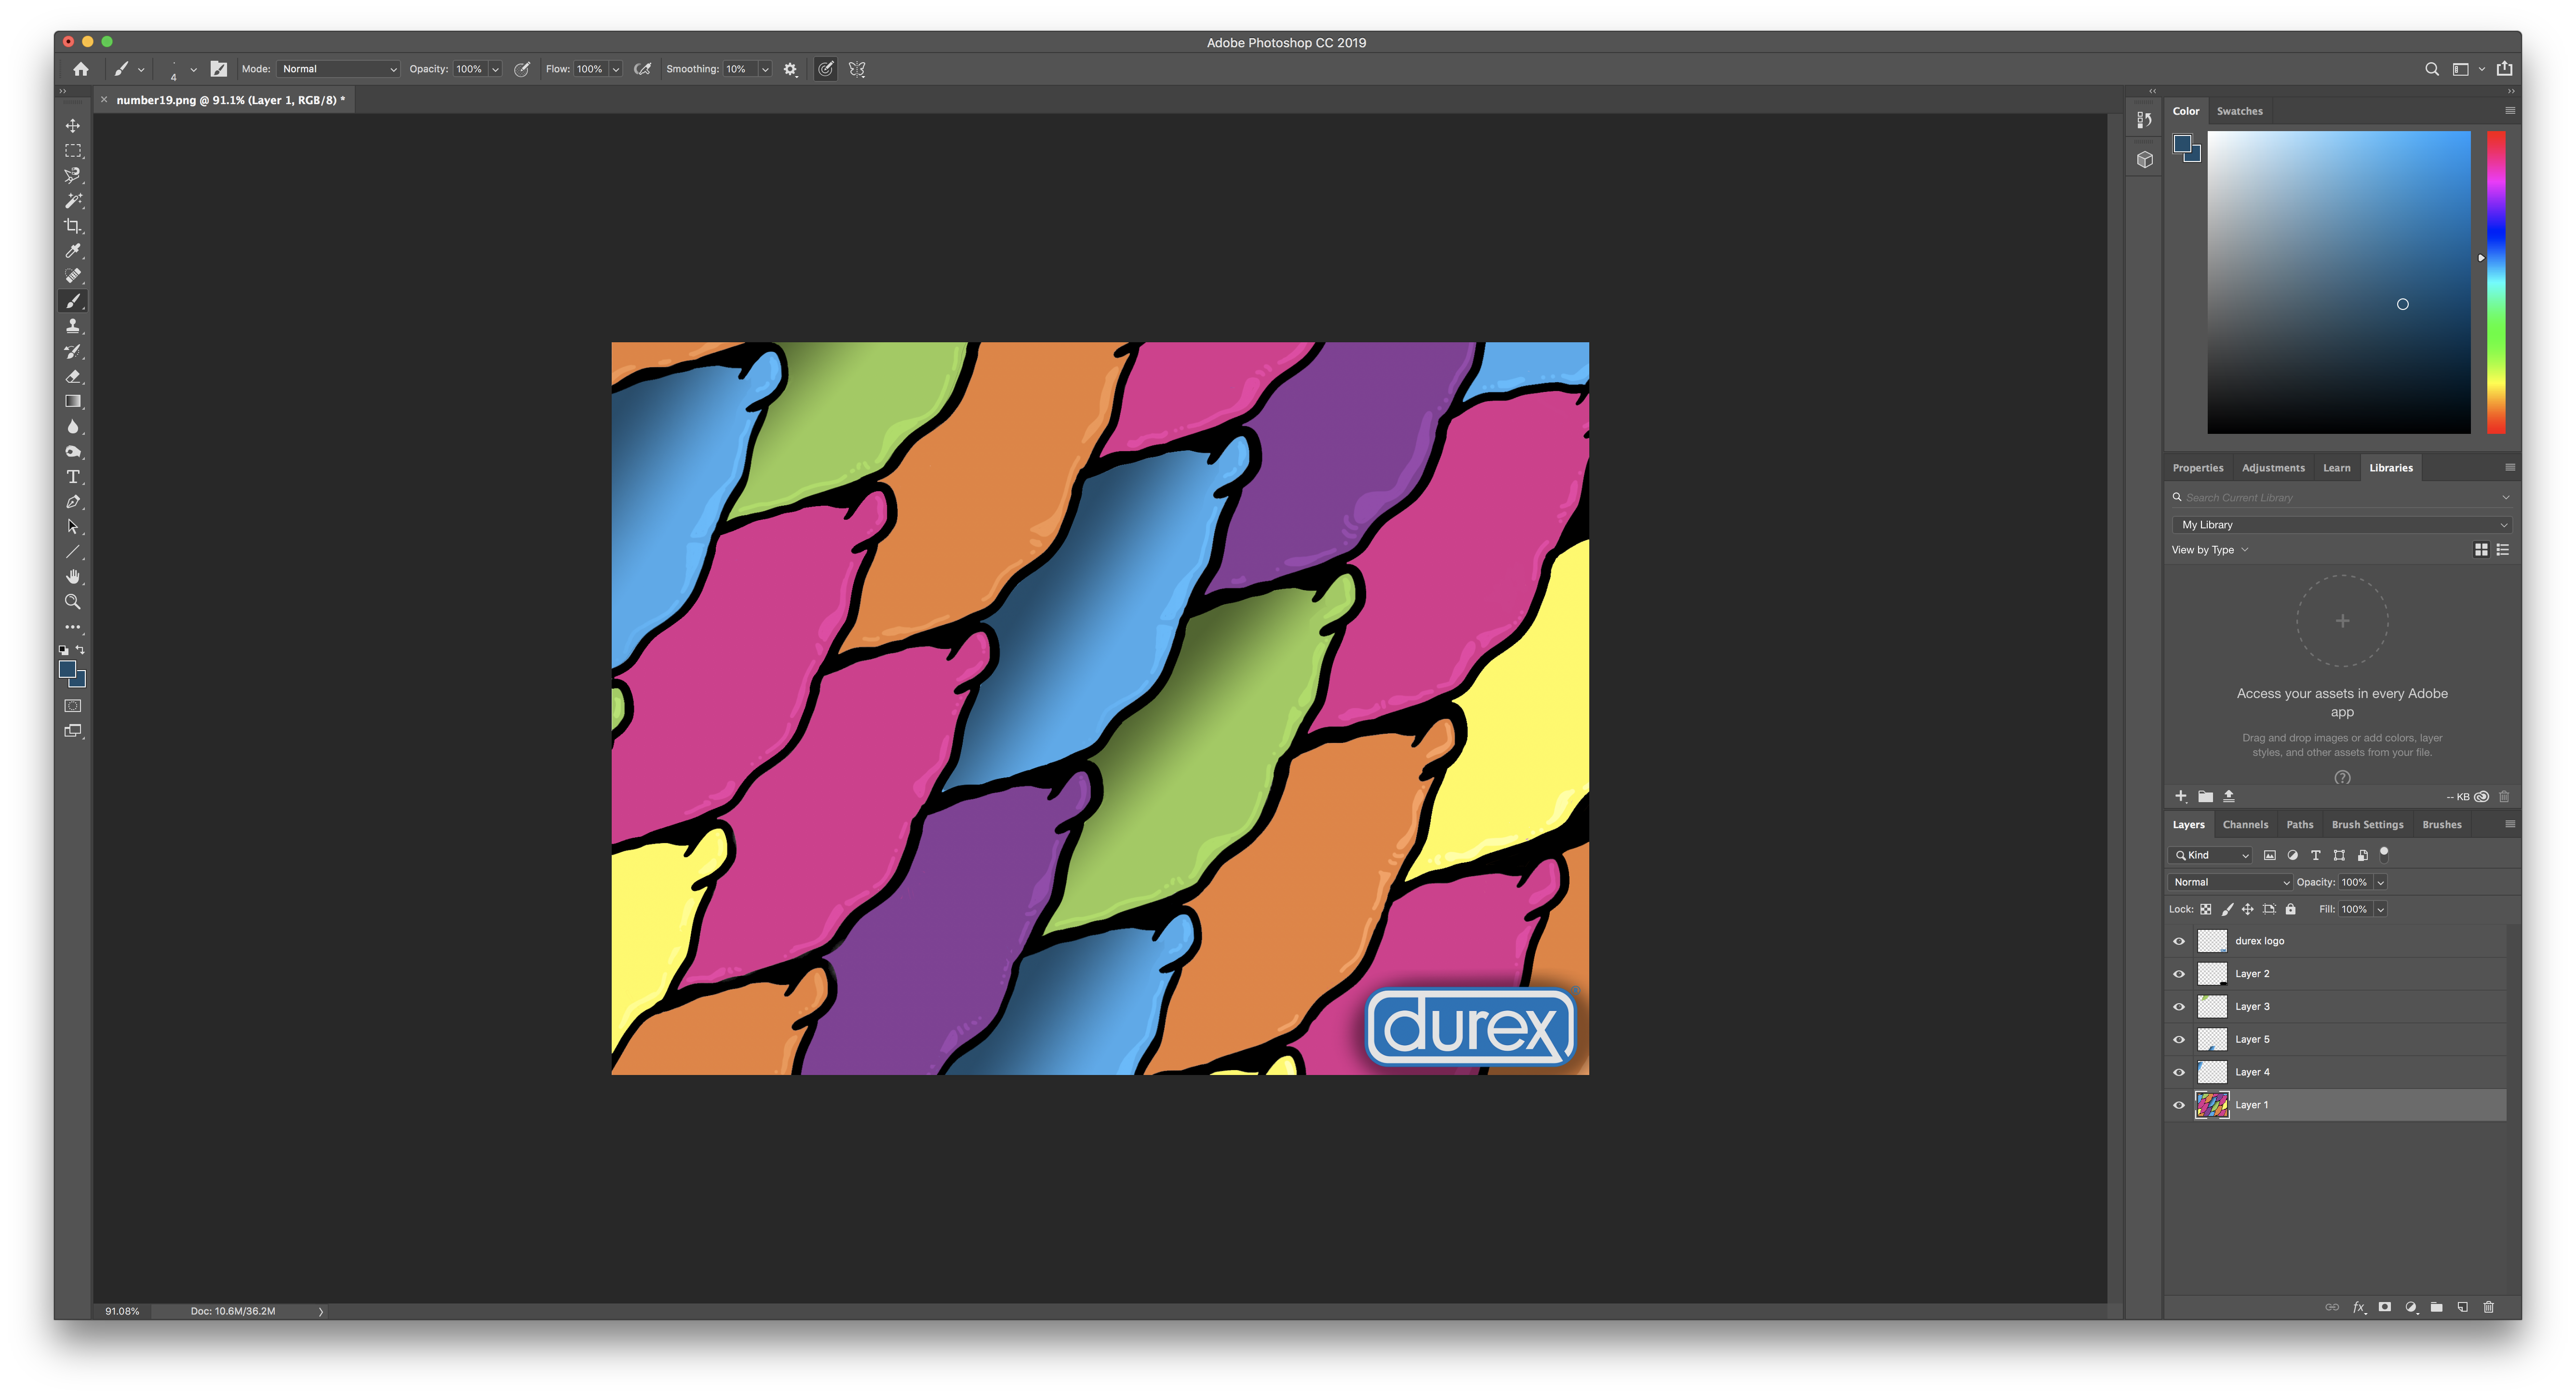 Adobe Photoshop CC 2019
4 Mode: Normal Opacity: 100% Flow: 100% Smoothing: 10%
number19.png @ 91.1% (Layer 1, RGB/8) *
Color Swatches
Properties Adjustments Learn Libraries
Search Current Library
My Library
View by Type
Access your assets in every Adobe
app
Drag and drop images or add colors, layer
styles, and other assets from your file.
-- KB
Layers Channels Paths Brush Settings Brushes
Kind
Normal Opacity: 100%
Lock: Fill: 100%
durex logo
Layer 2
Layer 3
Layer 5
Layer 4
Layer 1
durex
91.08% Doc: 10.6M/36.2M